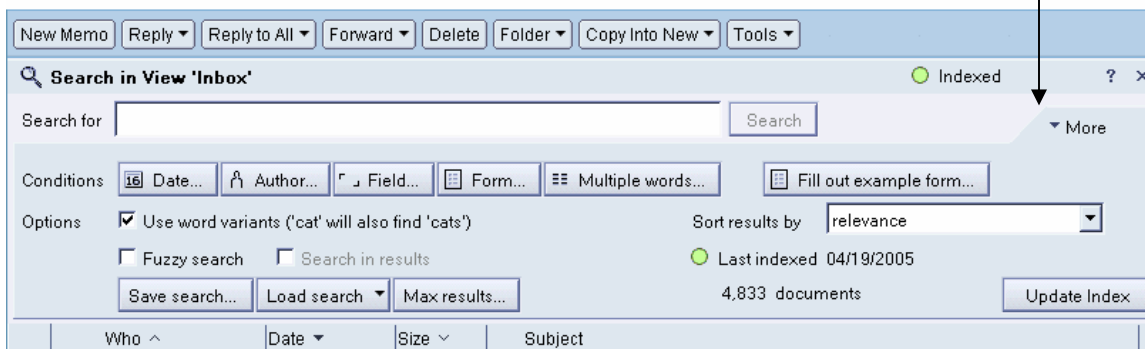 New Memo Reply Reply to All Forward Delete Folder Copy Into New Tools
Search in View 'Inbox' Indexed ? ×
Search for Search More
Conditions 16 Date... Author... Field... Form... Multiple words... Fill out example form...
Options Use word variants ('cat' will also find 'cats') Sort results by relevance
Fuzzy search Search in results Last indexed 04/19/2005
Save search... Load search Max results... 4,833 documents Update Index
Who Date Size Subject